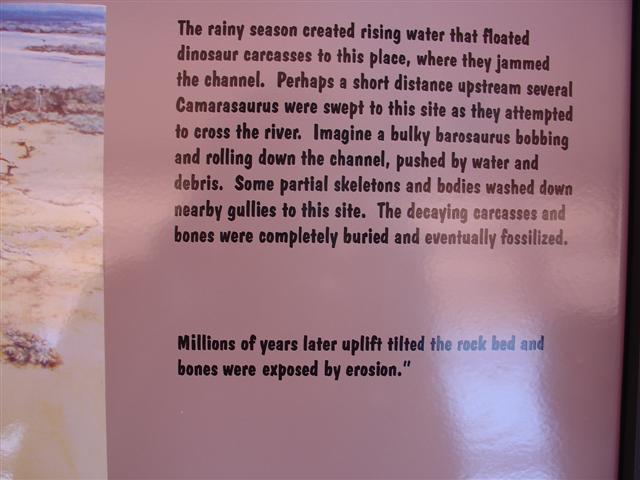 The rainy season created rising water that floated
dinosaur carcasses to this place, where they jammed
the channel. Perhaps a short distance upstream several
Camarasaurus were swept to this site as they attempted
to cross the river. Imagine a bulky barosaurus bobbing
and rolling down the channel, pushed by water and
debris. Some partial skeletons and bodies washed down
nearby gullies to this site. The decaying carcasses and
bones were completely buried and eventually fossilized.
Millions of years later uplift tilted the rock bed and
bones were exposed by erosion."